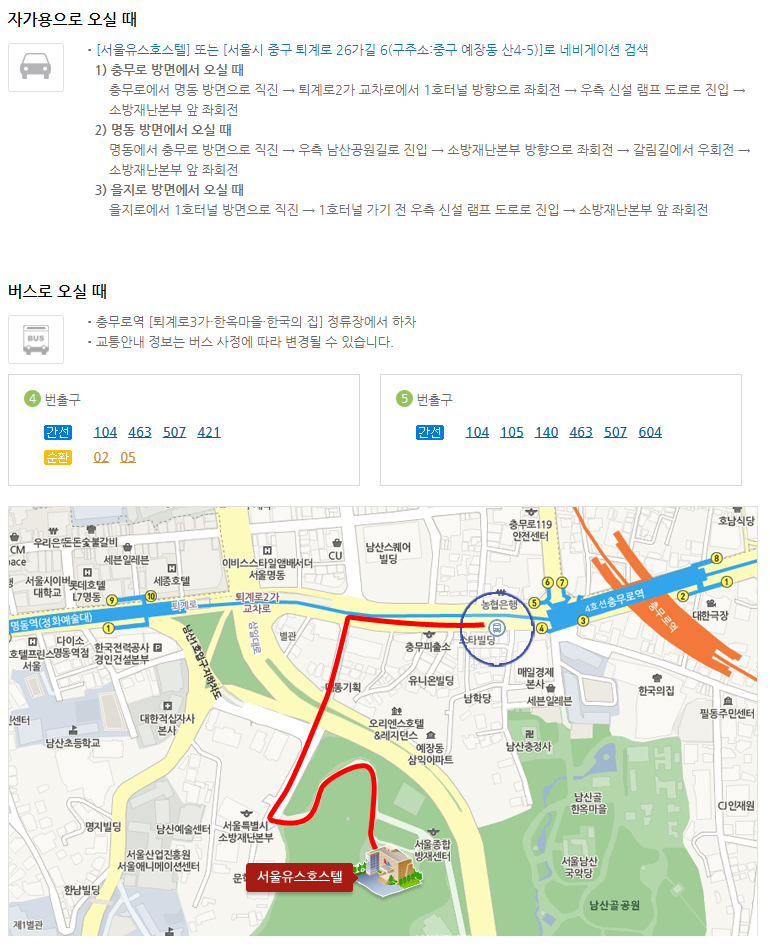 자가용으로 오실 때
· [서울유스호스텔] 또는 [서울시 중구 퇴계로 26가길 6(구주소:중구 예장동 산4-5)]로 네비게이션 검색
1) 충무로 방면에서 오실 때
충무로에서 명동 방면으로 직진 → 퇴계로2가 교차로에서 1호터널 방향으로 좌회전 → 우측 신설 램프 도로로 진입 →
소방재난본부 앞 좌회전
2) 명동 방면에서 오실 때
명동에서 충무로 방면으로 직진 → 우측 남산공원길로 진입 → 소방재난본부 방향으로 좌회전 → 갈림길에서 우회전 →
소방재난본부 앞 좌회전
3) 을지로 방면에서 오실 때
을지로에서 1호터널 방면으로 직진 → 1호터널 가기 전 우측 신설 램프 도로로 진입 → 소방재난본부 앞 좌회전
버스로 오실 때
BUS
· 충무로역 [퇴계로3가·한옥마을·한국의 집] 정류장에서 하차
· 교통안내 정보는 버스 사정에 따라 변경될 수 있습니다.
4 번출구
간선 104 463 507 421
순환 02 05
5 번출구
간선 104 105 140 463 507 604
충무로119
안전센터
호남식당
우리은
돈돈숯불갈비
CM
세븐일레븐
CU
남산스퀘어
빌딩
이비스스타일앰배서더
서울명동
서울사이버
대학교
롯데호텔
L7명동
세종호텔
9
10
퇴계로
퇴계로2가
교차로
농협은행
5
6
7
8
4호선충무로역
충무로역
1
2
3
4
대한극장
명동역(정화예술대)
1
다이소
명동역점
호텔프린스
서울
한국전력공사
경인건설본부
남산1호입구지하차도
삼일대로
별관
충무피출소
스타빌딩
유니온빌딩
매일경제
본사
세븐일레븐
한국의집
남학당
필동주민센터
민센터
대한적십자사
본사
오리엔스호텔
&레지던스
예장동
삼익아파트
남산충정사
남산초등학교
남산골
한옥마을
CJ인재원
명지빌딩
남산예술센터
서울특별시
소방재난본부
서울종합
방재센터
서울산업진흥원
서울애니메이션센터
서울유스호스텔
서울남산
국악당
한남빌딩
남산골공원
제1별관